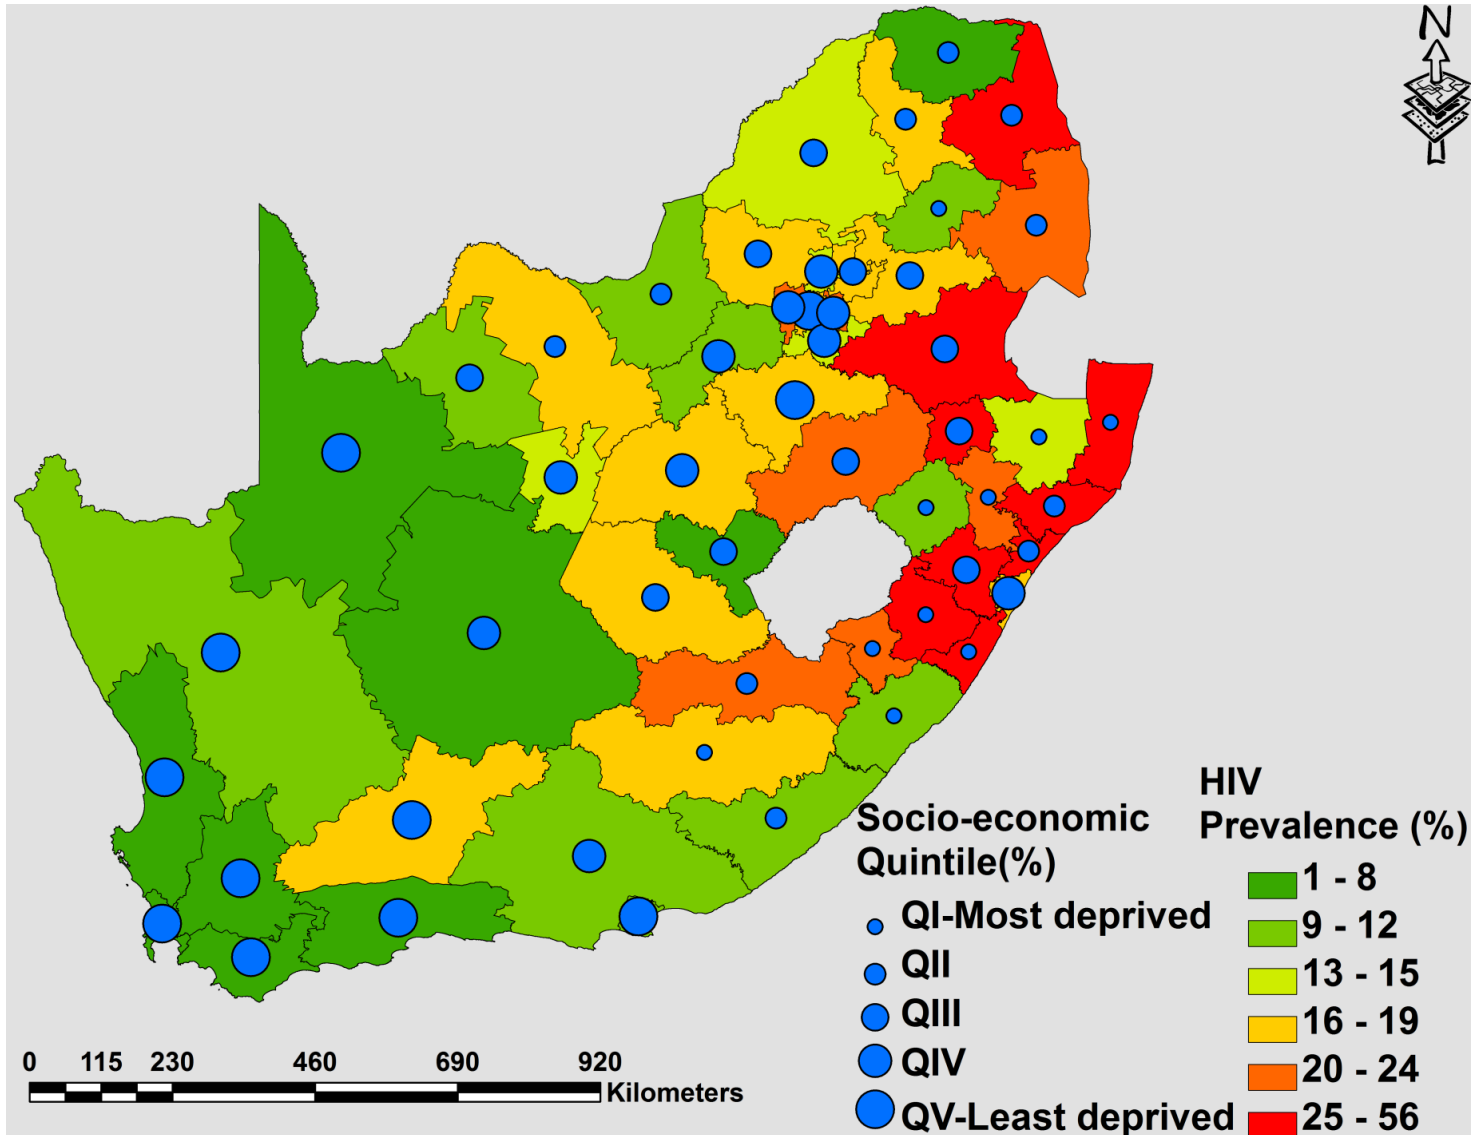 N
Socio-economic
Quintile(%)
QI-Most deprived
QII
QIII
QIV
QV-Least deprived
HIV
Prevalence (%)
1 - 8
9 - 12
13 - 15
16 - 19
20 - 24
25 - 56
0 115 230 460 690 920
Kilometers